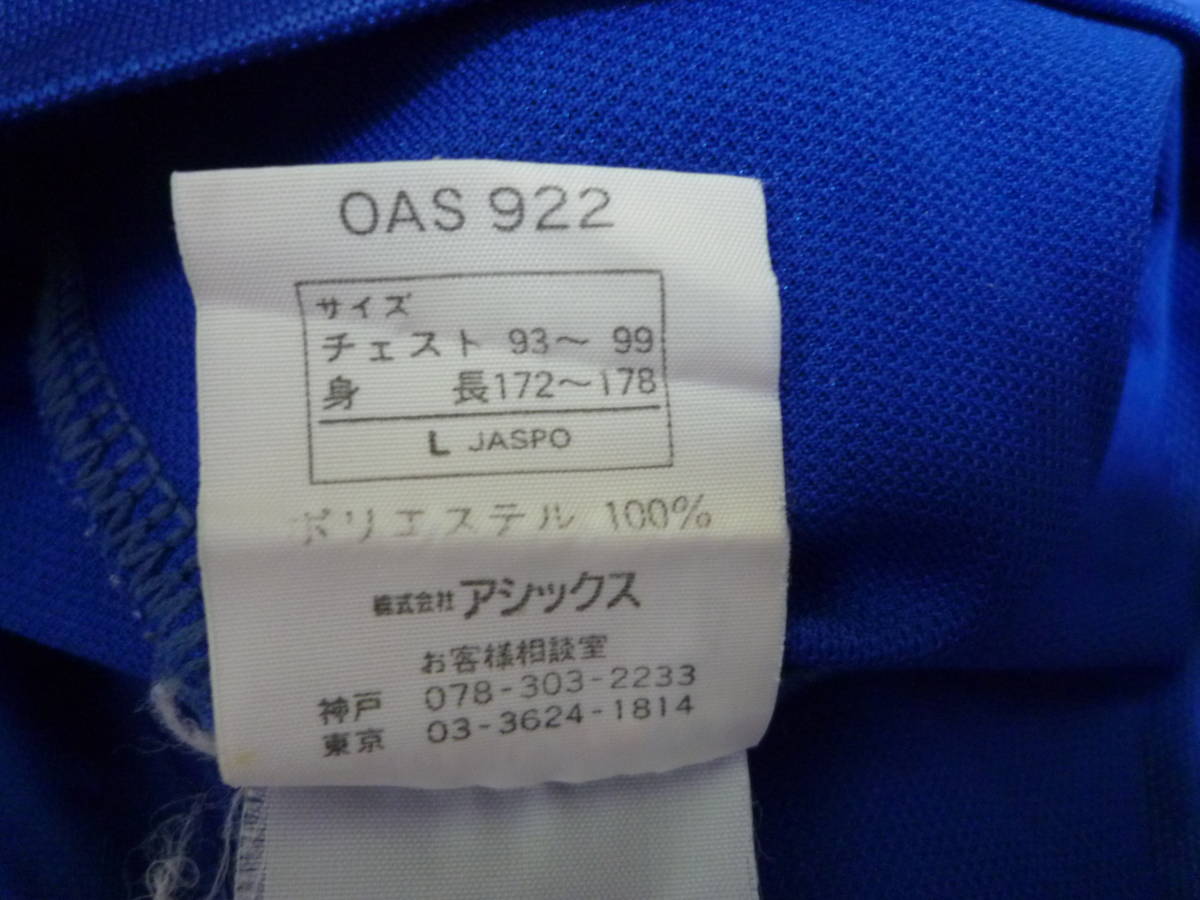 OAS 922
サイズ
チェスト 93～ 99
身 長172～178
L JASPO
ポリエステル 100%
株式会社 アシックス
お客様相談室
神戸 078-303-2233
東京 03-3624-1814